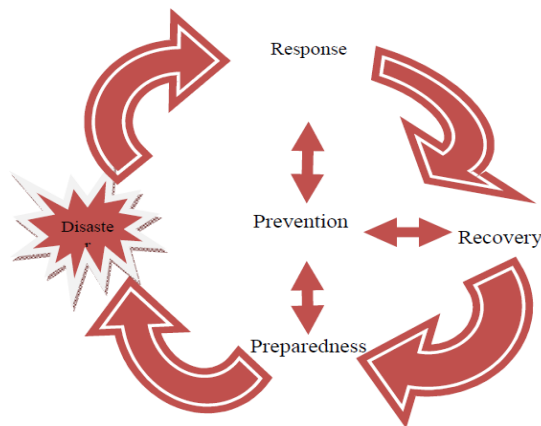 Response
Disaste
r
Prevention
Recovery
Preparedness